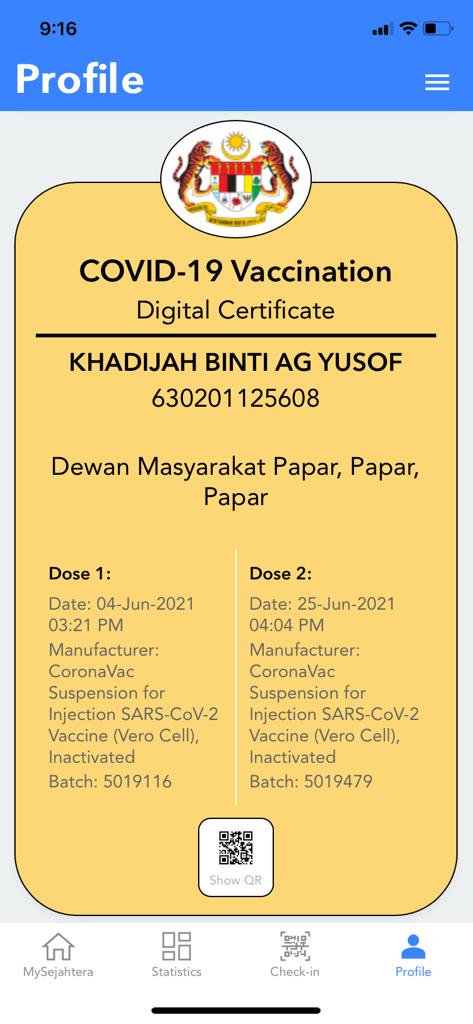 9:16
Profile
COVID-19 Vaccination
Digital Certificate
KHADIJAH BINTI AG YUSOF
630201125608
Dewan Masyarakat Papar, Papar,
Papar
Dose 1:
Date: 04-Jun-2021
03:21 PM
Manufacturer:
CoronaVac
Suspension for
Injection SARS-CoV-2
Vaccine (Vero Cell),
Inactivated
Batch: 5019116
Dose 2:
Date: 25-Jun-2021
04:04 PM
Manufacturer:
CoronaVac
Suspension for
Injection SARS-CoV-2
Vaccine (Vero Cell),
Inactivated
Batch: 5019479
Show QR
MySejahtera
Statistics
Check-in
Profile